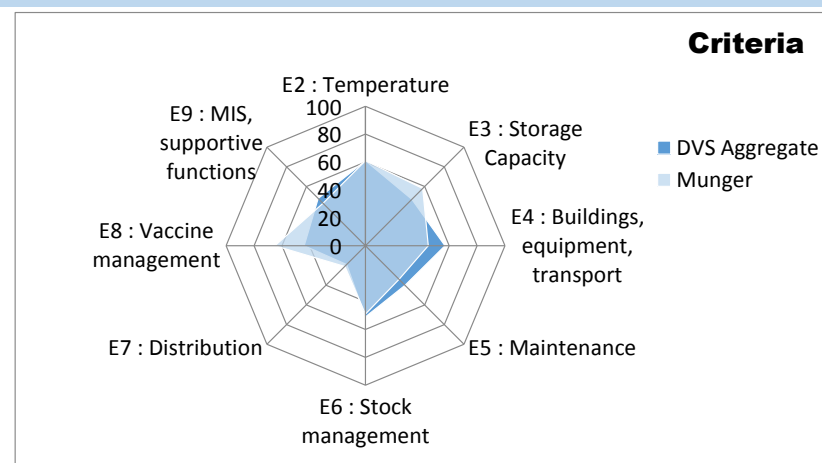 Criteria
E2 : Temperature
100
80
60
40
20
0
E3 : Storage
Capacity
E4 : Buildings,
equipment,
transport
E5 : Maintenance
E6 : Stock
management
E7 : Distribution
E8 : Vaccine
management
E9 : MIS,
supportive
functions
DVS Aggregate
Munger